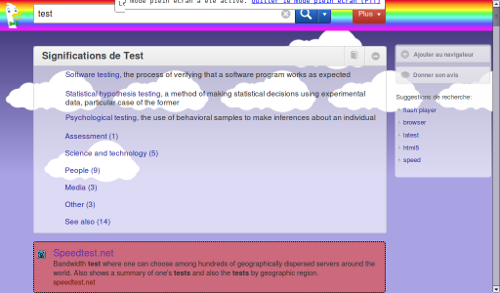 mode plein écran a été activé. Quitter le mode plein écran (F11)
test
Plus
Significations de Test
Ajouter au navigateur
Software testing, the process of verifying that a software program works as expected
Donner son avis
Statistical hypothesis testing, a method of making statistical decisions using experimental
data, particular case of the former
Suggestions de recherche:
flash player
Psychological testing, the use of behavioral samples to make inferences about an individual
browser
Assessment (1)
latest
html5
Science and technology (5)
speed
People (9)
Media (3)
Other (3)
See also (14)
Speedtest.net
Bandwidth test where one can choose among hundreds of geographically dispersed servers around the
world. Also shows a summary of one's tests and also the tests by geographic region.
speedtest.net